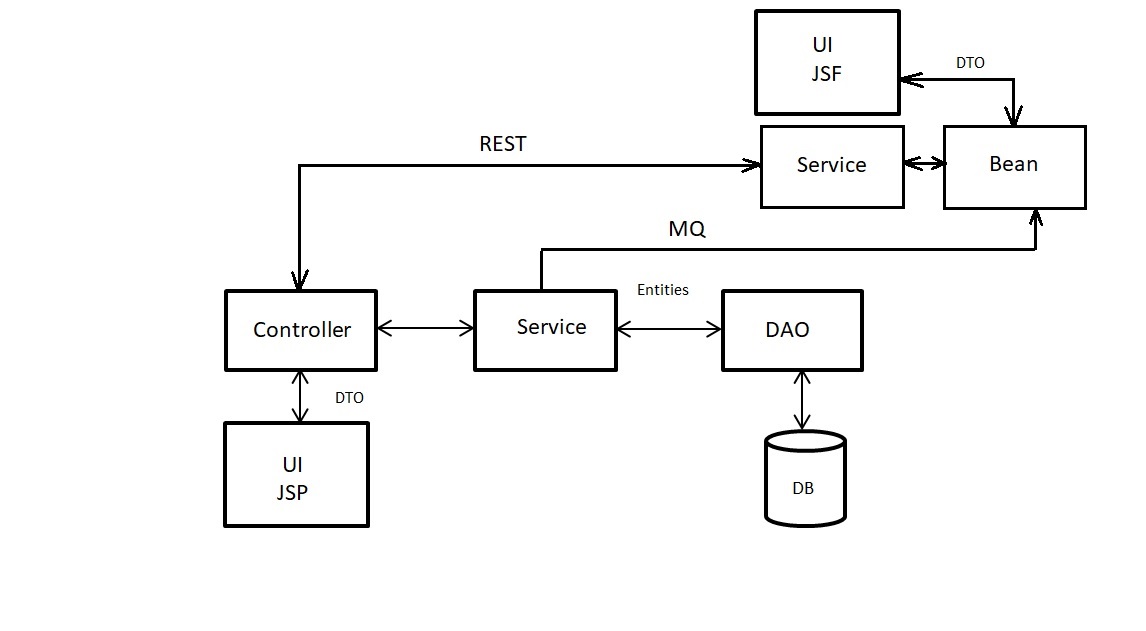 UI
JSF
DTO
REST
Service
Bean
MQ
Entities
Controller
Service
DAO
DTO
UI
JSP
DB